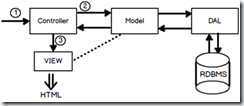 1
2
Controller
Model
DAL
3
VIEW
RDBMS
HTML